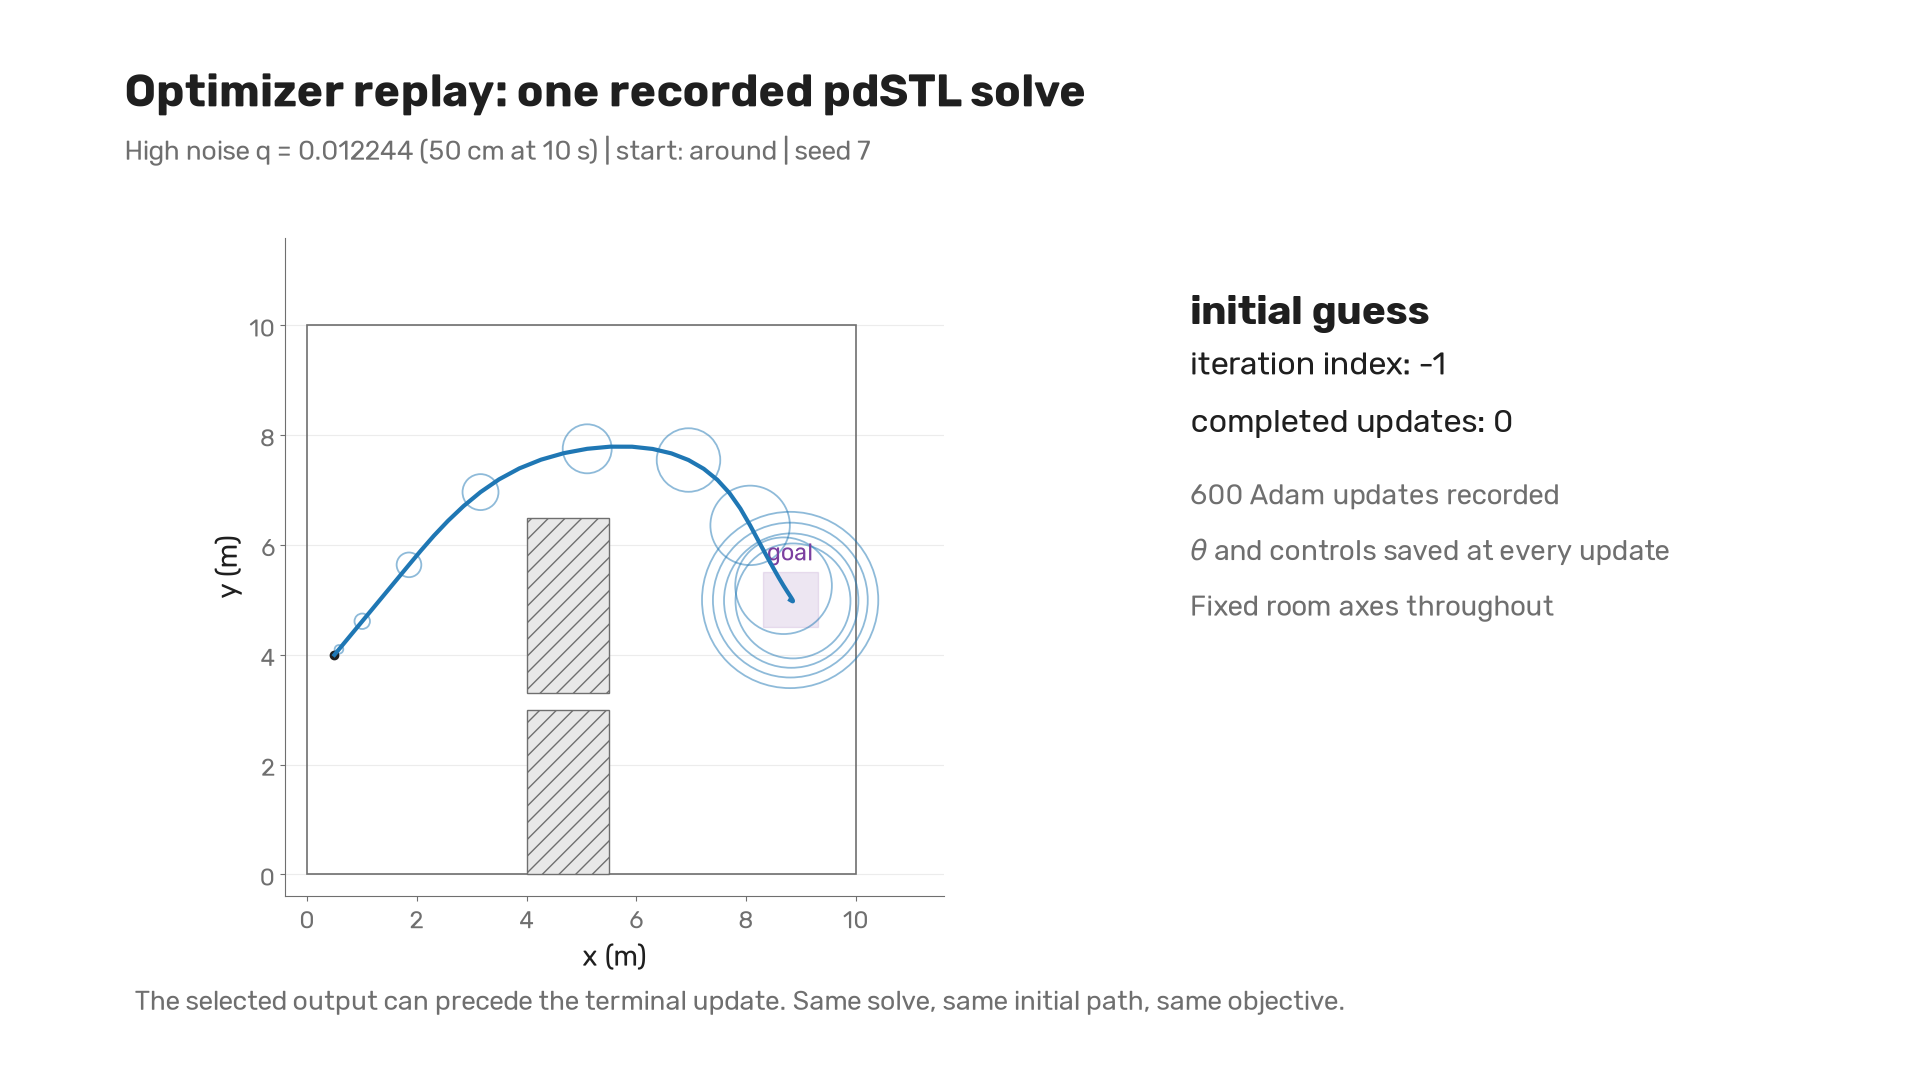 Optimizer replay: one recorded pdSTL solve
High noise q = 0.012244 (50 cm at 10 s) | start: around | seed 7
10
8
6
4
2
0
y (m)
goal
0 2 4 6 8 10
x (m)
initial guess
iteration index: -1
completed updates: 0
600 Adam updates recorded
θ and controls saved at every update
Fixed room axes throughout
The selected output can precede the terminal update. Same solve, same initial path, same objective.